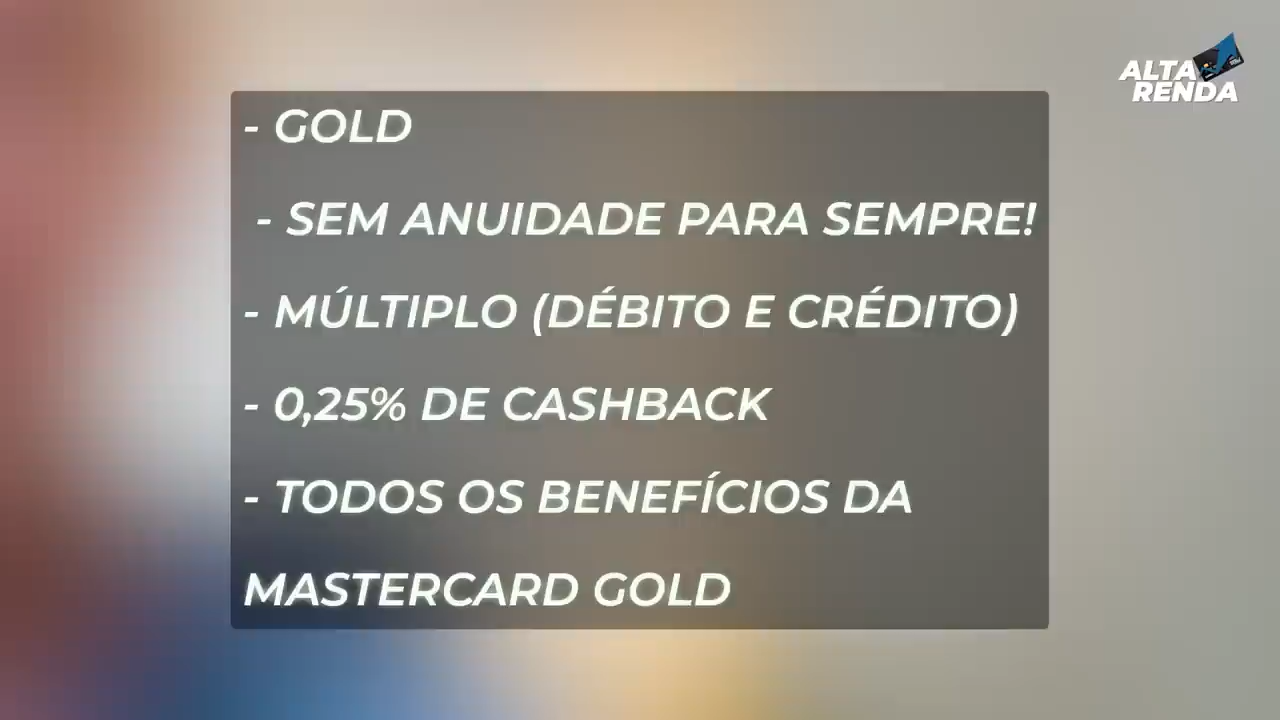 ALTA
RENDA
- GOLD
- SEM ANUIDADE PARA SEMPRE!
- MÚLTIPLO (DÉBITO E CRÉDITO)
- 0,25% DE CASHBACK
- TODOS OS BENEFÍCIOS DA
MASTERCARD GOLD